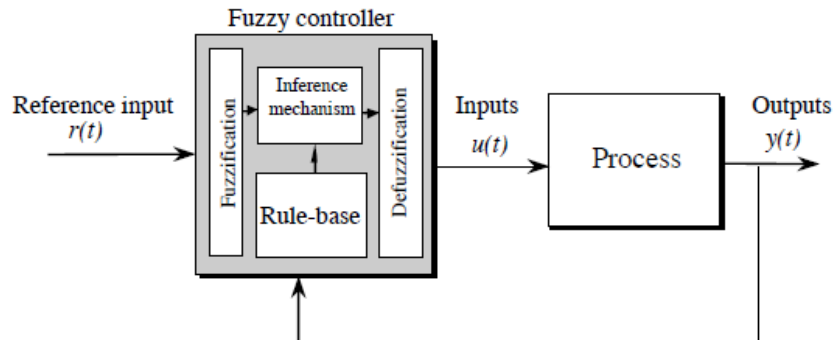 Fuzzy controller
Reference input
r(t)
Fuzzification
Inference
mechanism
Rule-base
Defuzzification
Inputs
u(t)
Process
Outputs
y(t)